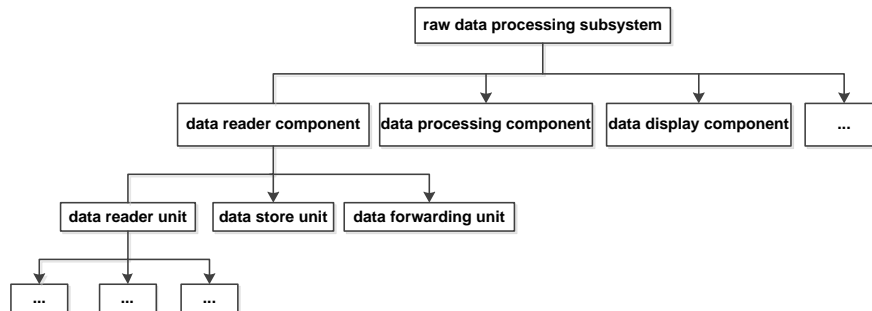 raw data processing subsystem
data reader component
data processing component
data display component
...
data reader unit
data store unit
data forwarding unit
...
...
...